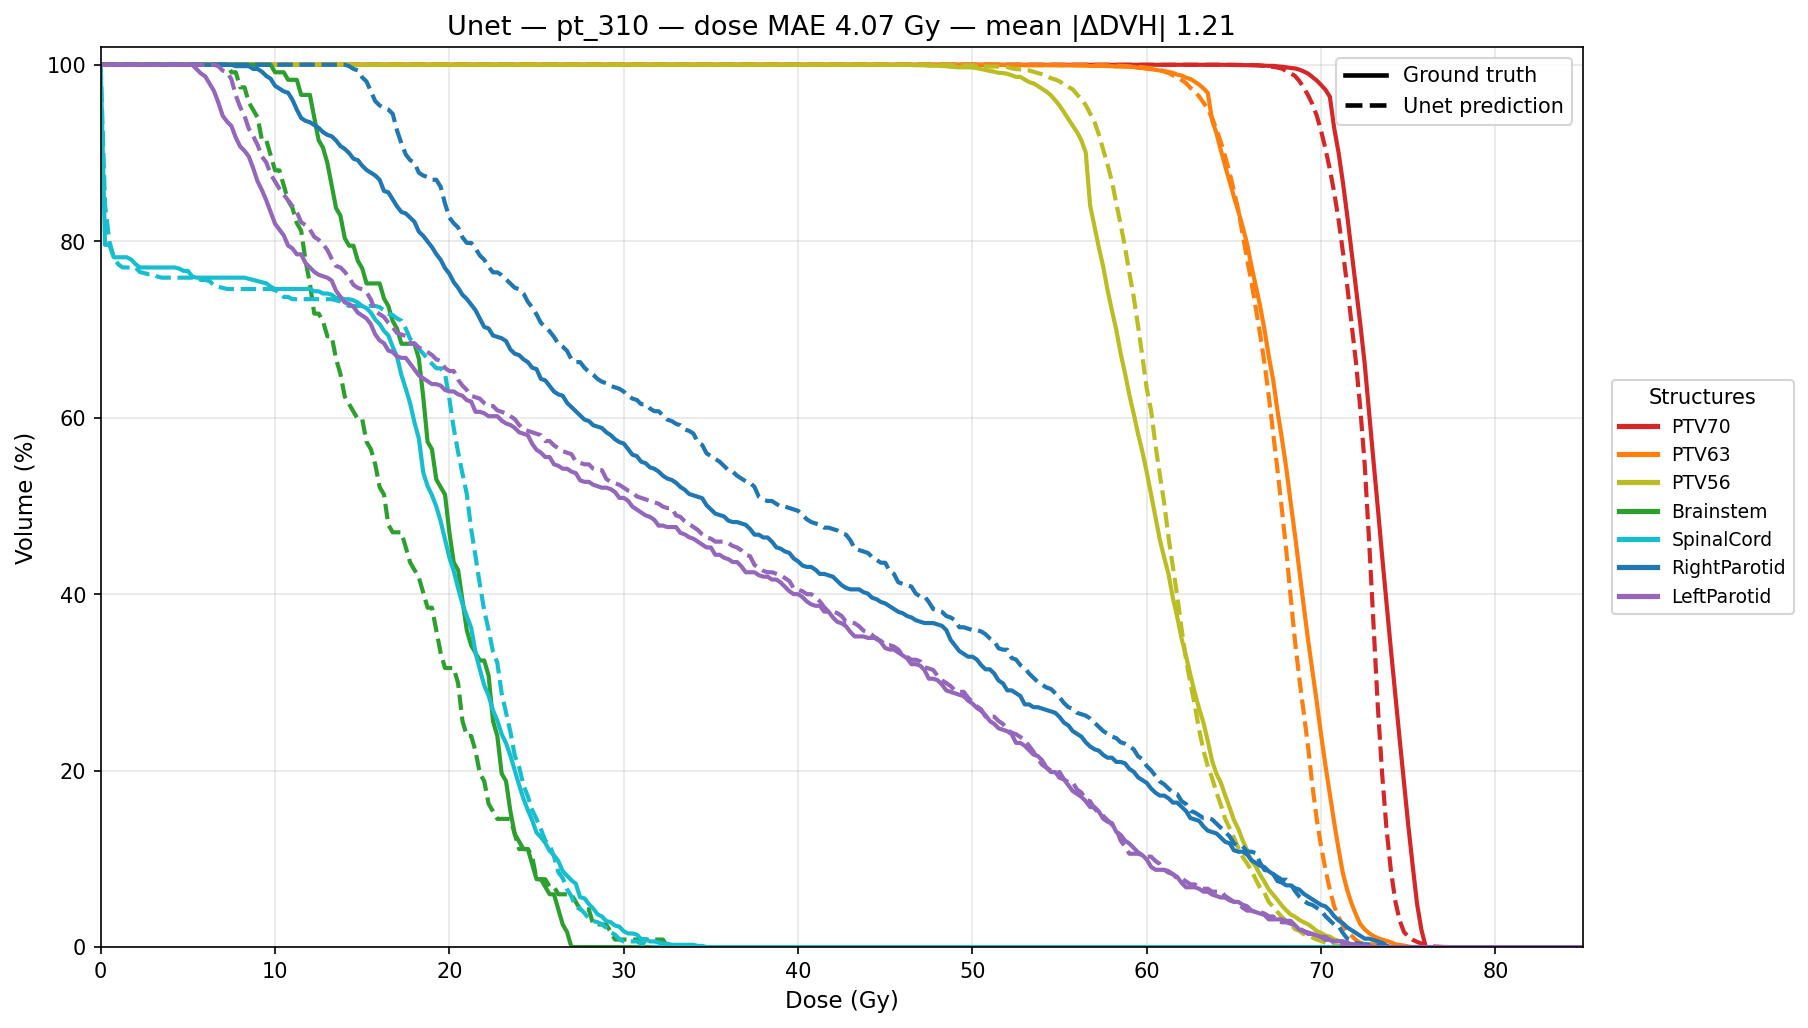 Unet — pt_310 — dose MAE 4.07 Gy — mean |ΔDVH| 1.21
Ground truth
Unet prediction
Volume (%)
100
80
60
40
20
0
0 10 20 30 40 50 60 70 80
Dose (Gy)
Structures
PTV70
PTV63
PTV56
Brainstem
SpinalCord
RightParotid
LeftParotid